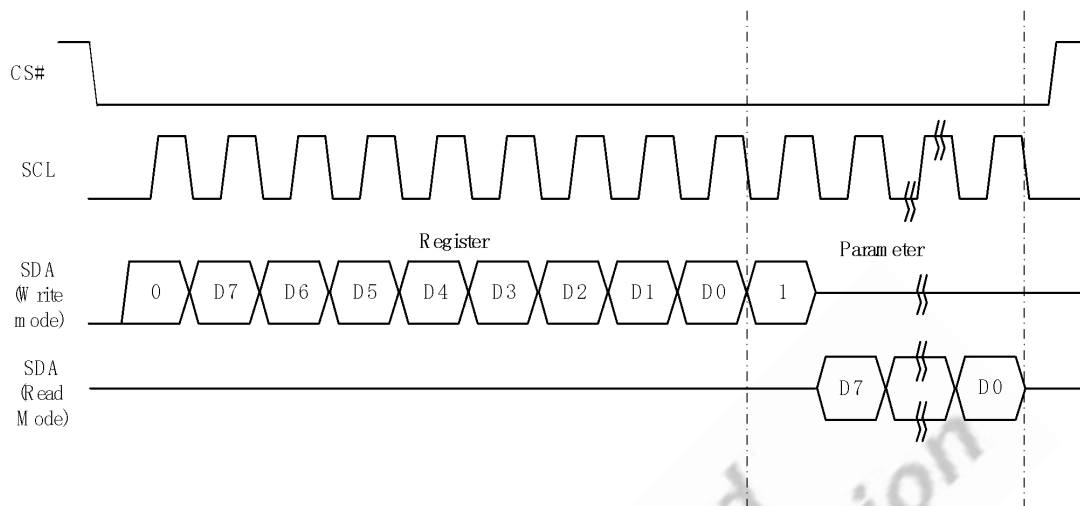 CS#
SCL
Register
Parameter
SDA
(Write
mode)
0 D7 D6 D5 D4 D3 D2 D1 D0 1
SDA
(Read
Mode)
D7 D0